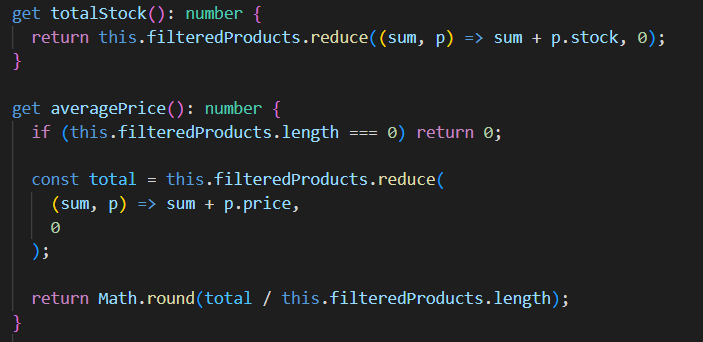 get totalStock(): number {
  return this.filteredProducts.reduce((sum, p) => sum + p.stock, 0);
}

get averagePrice(): number {
  if (this.filteredProducts.length === 0) return 0;

  const total = this.filteredProducts.reduce(
    (sum, p) => sum + p.price,
    0
  );

  return Math.round(total / this.filteredProducts.length);
}